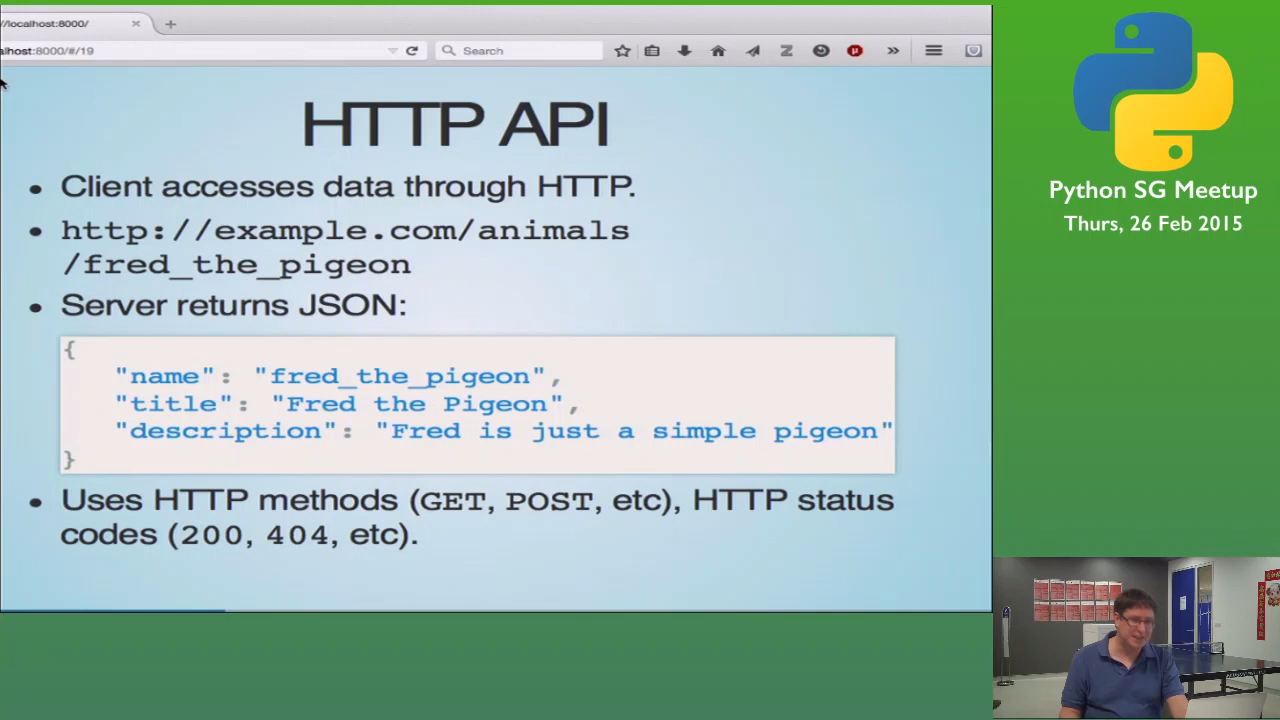 //localhost:8000/
alhost:8000/#/19
Search
HTTP API
Client accesses data through HTTP.
http://example.com/animals
/fred_the_pigeon
Server returns JSON:
{
"name": "fred_the_pigeon",
"title": "Fred the Pigeon",
"description": "Fred is just a simple pigeon"
}
Uses HTTP methods (GET, POST, etc), HTTP status
codes (200, 404, etc).
Python SG Meetup
Thurs, 26 Feb 2015